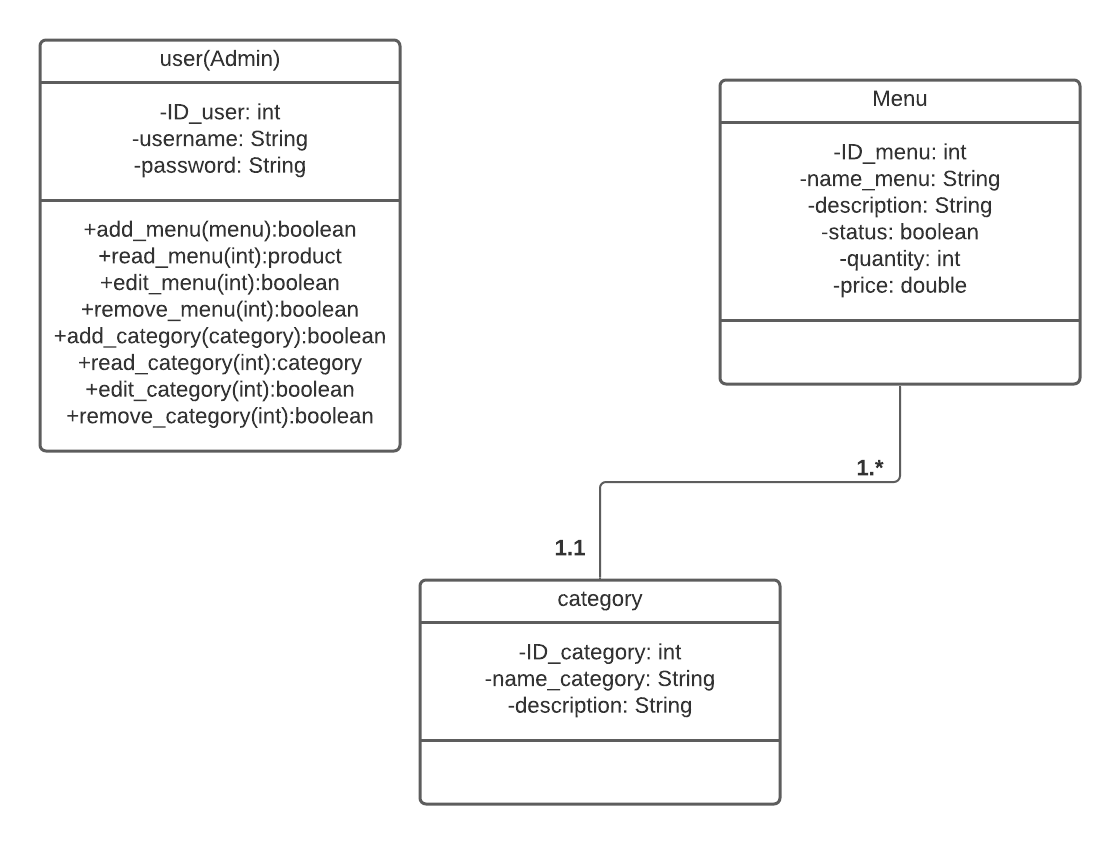 user(Admin)
-ID_user: int
-username: String
-password: String
+add_menu(menu):boolean
+read_menu(int):product
+edit_menu(int):boolean
+remove_menu(int):boolean
+add_category(category):boolean
+read_category(int):category
+edit_category(int):boolean
+remove_category(int):boolean
Menu
-ID_menu: int
-name_menu: String
-description: String
-status: boolean
-quantity: int
-price: double
1.*
1.1
category
-ID_category: int
-name_category: String
-description: String